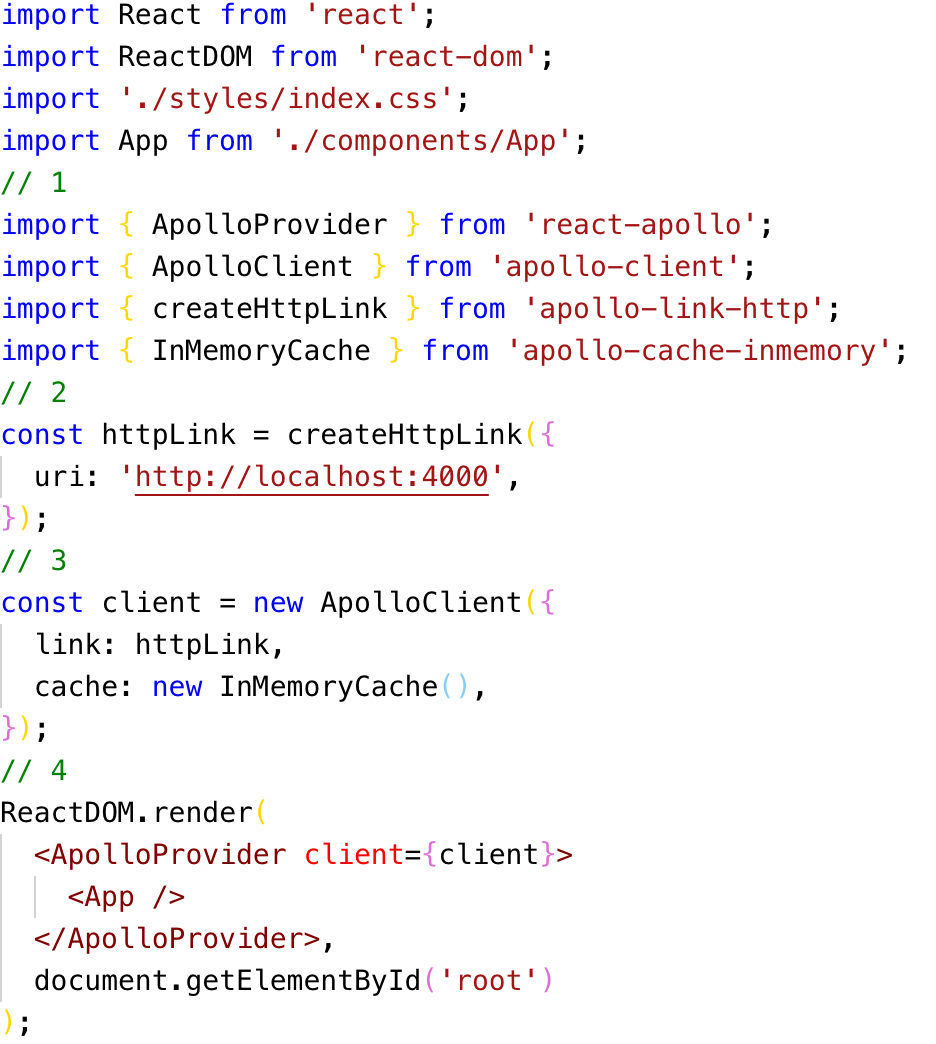 import React from 'react';
import ReactDOM from 'react-dom';
import './styles/index.css';
import App from './components/App';
// 1
import { ApolloProvider } from 'react-apollo';
import { ApolloClient } from 'apollo-client';
import { createHttpLink } from 'apollo-link-http';
import { InMemoryCache } from 'apollo-cache-inmemory';
// 2
const httpLink = createHttpLink({
  uri: 'http://localhost:4000',
});
// 3
const client = new ApolloClient({
  link: httpLink,
  cache: new InMemoryCache(),
});
// 4
ReactDOM.render(
  <ApolloProvider client={client}>
    <App />
  </ApolloProvider>,
  document.getElementById('root')
);